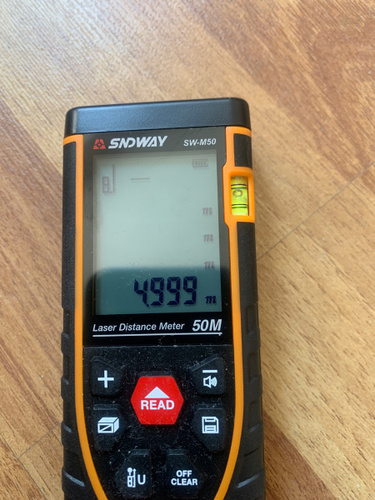 SNDWAY SW-M50
m
m
m
4.999 m
Laser Distance Meter 50M
READ
U
OFF
CLEAR